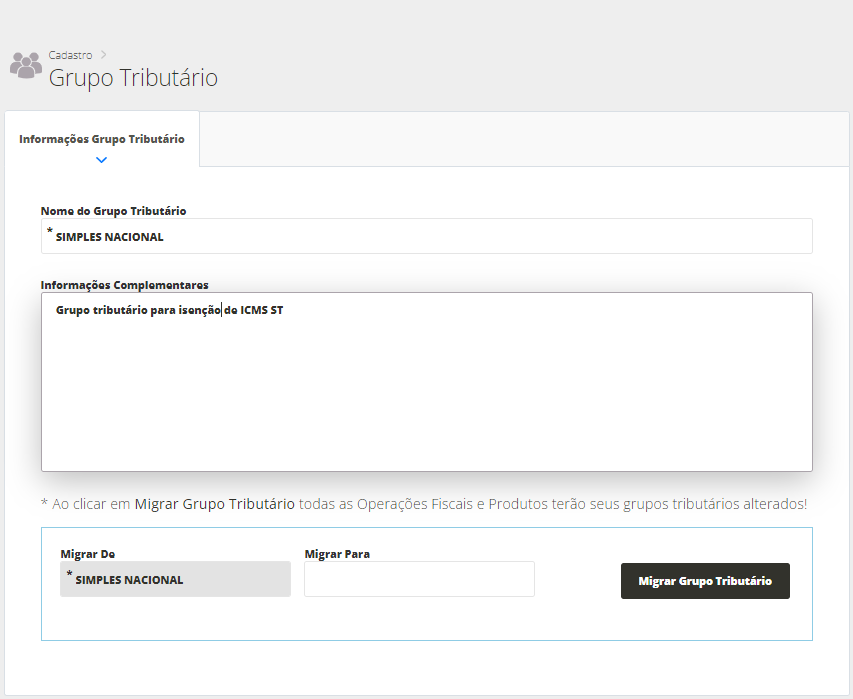 Cadastro
Grupo Tributário
Informações Grupo Tributário
Nome do Grupo Tributário
* SIMPLES NACIONAL
Informações Complementares
Grupo tributário para isenção de ICMS ST
* Ao clicar em Migrar Grupo Tributário todas as Operações Fiscais e Produtos terão seus grupos tributários alterados!
Migrar De Migrar Para
* SIMPLES NACIONAL Migrar Grupo Tributário